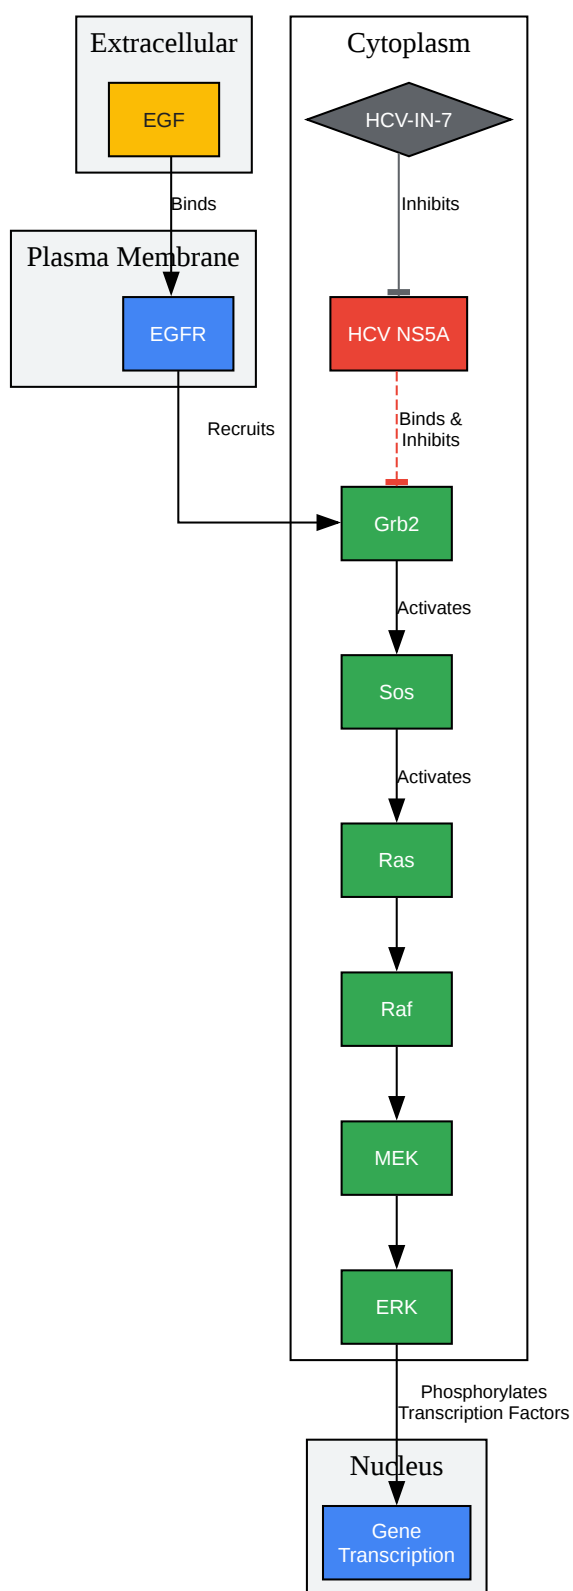 Extracellular
Cytoplasm
EGF
HCV-IN-7
Binds
Inhibits
Plasma Membrane
EGFR
HCV NS5A
Recruits
Binds &
Inhibits
Grb2
Activates
Sos
Activates
Ras
Raf
MEK
ERK
Phosphorylates
Transcription Factors
Nucleus
Gene
Transcription